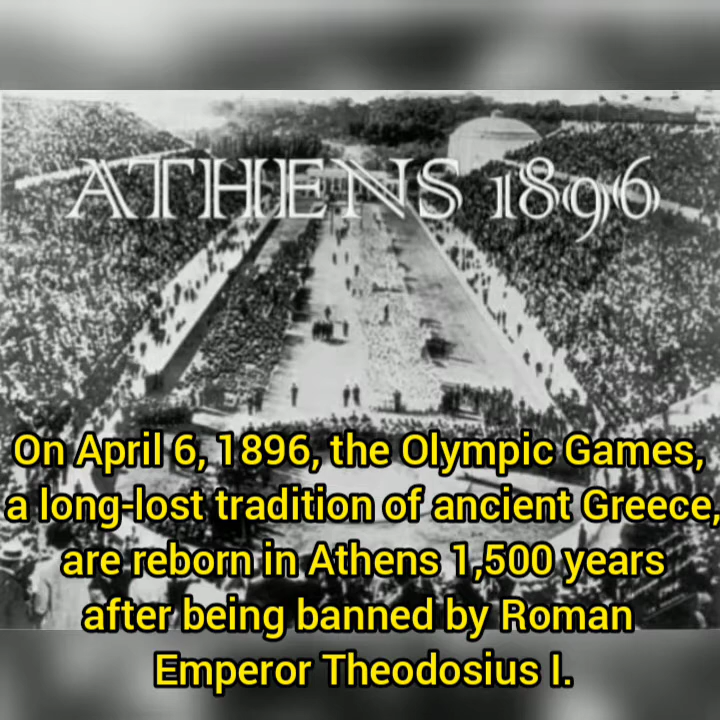 ATHENS 1896
On April 6, 1896, the Olympic Games,
a long-lost tradition of ancient Greece,
are reborn in Athens 1,500 years
after being banned by Roman
Emperor Theodosius I.